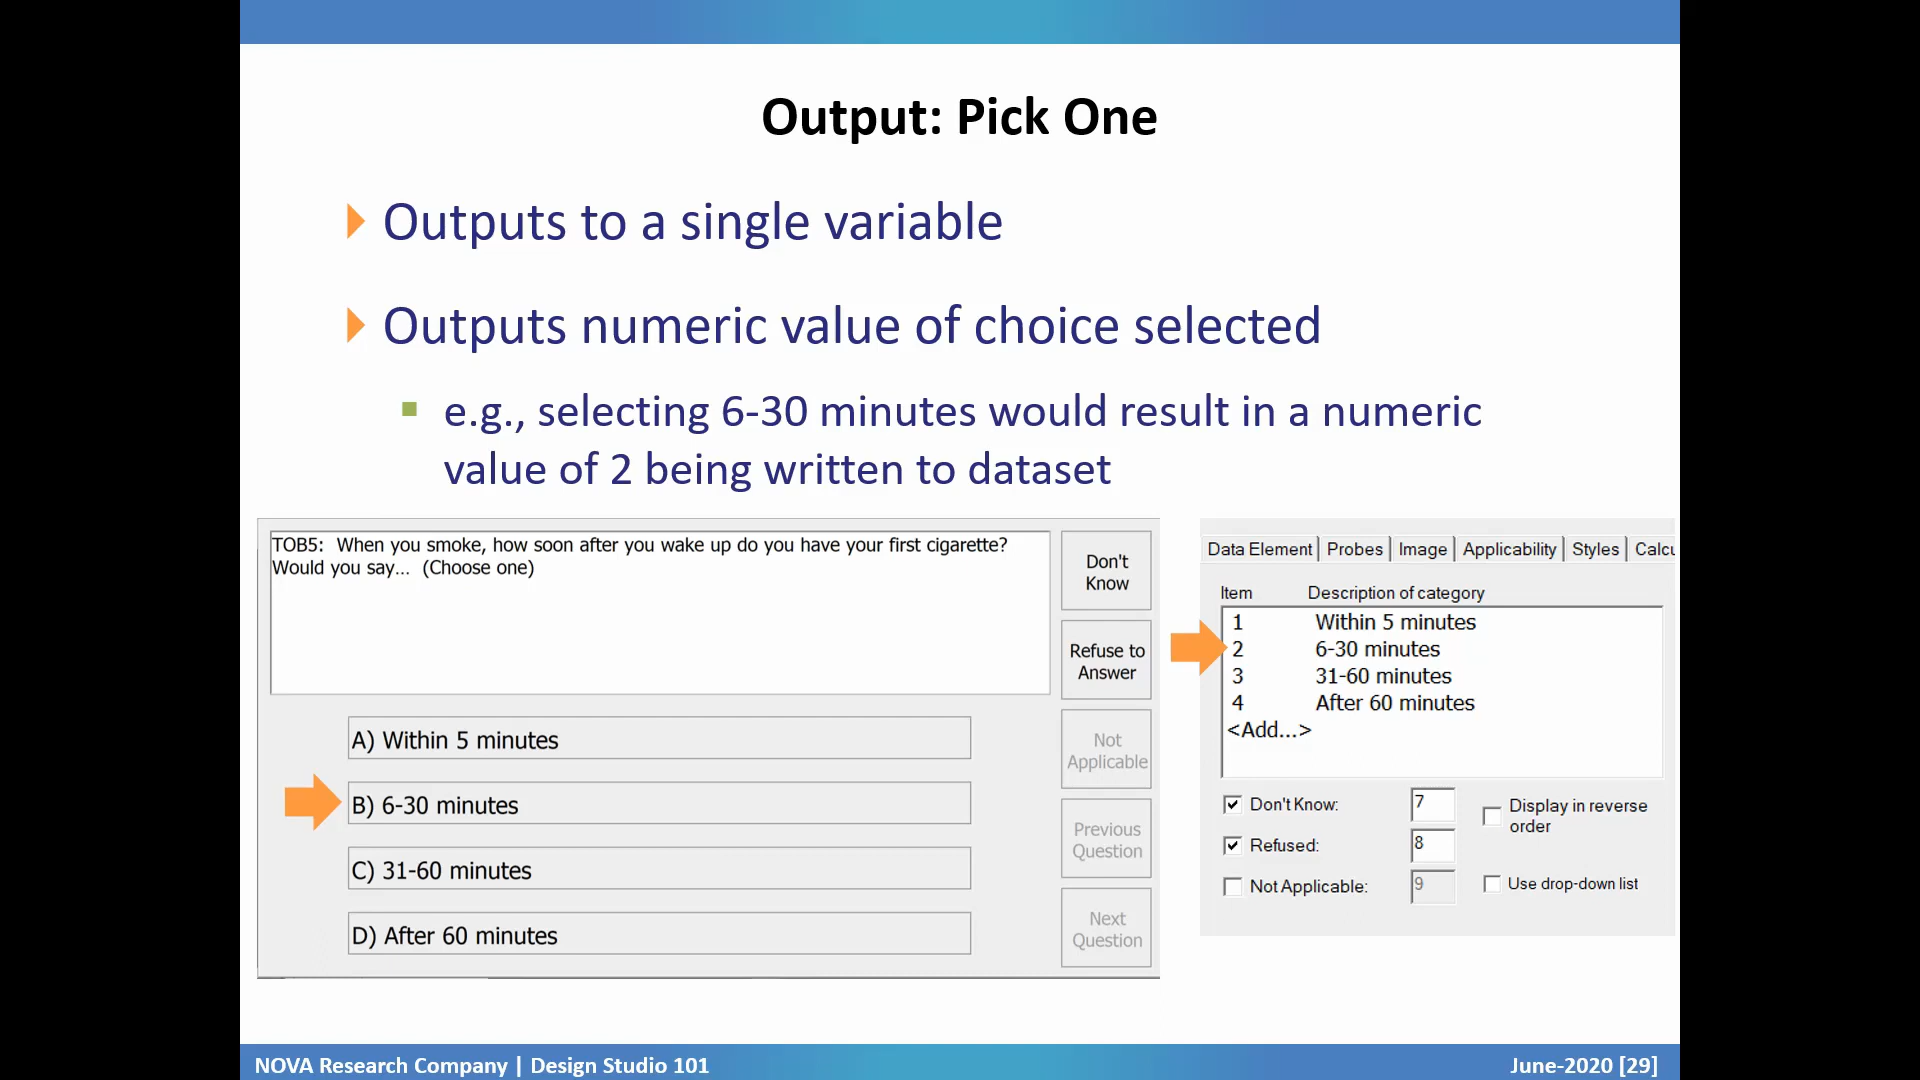 Output: Pick One
Outputs to a single variable
Outputs numeric value of choice selected
e.g., selecting 6-30 minutes would result in a numeric
value of 2 being written to dataset
TOB5:  When you smoke, how soon after you wake up do you have your first cigarette?
Would you say...  (Choose one)
Don't
Know
Refuse to
Answer
Not
Applicable
Previous
Question
Next
Question
A) Within 5 minutes
B) 6-30 minutes
C) 31-60 minutes
D) After 60 minutes
Data Element Probes Image Applicability Styles Calcu
Item Description of category
1 Within 5 minutes
2 6-30 minutes
3 31-60 minutes
4 After 60 minutes
<Add...>
Don't Know: 7
Refused: 8
Not Applicable: 9
Display in reverse
order
Use drop-down list
NOVA Research Company | Design Studio 101
June-2020 [29]